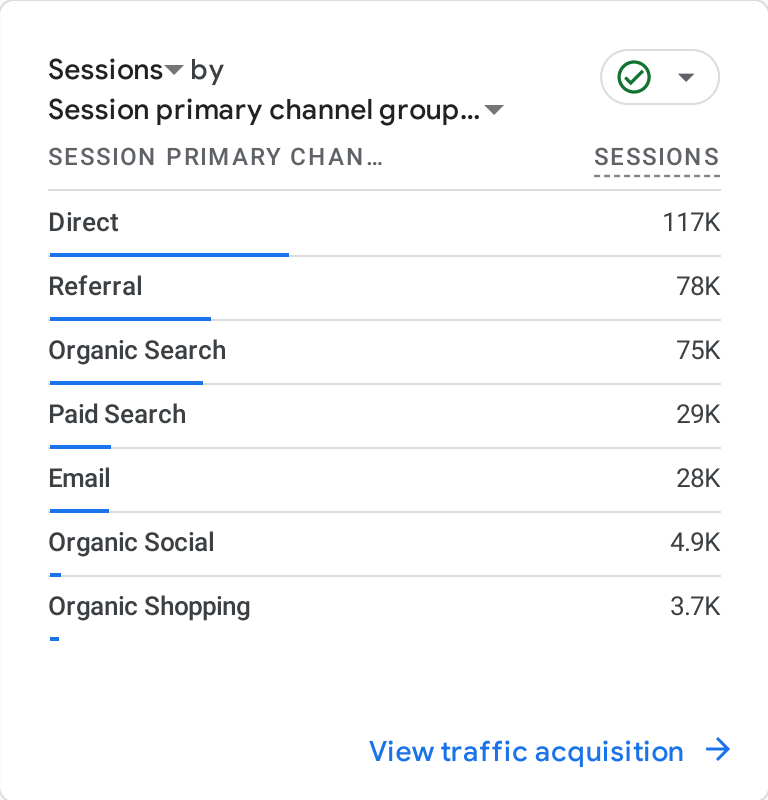 Sessions by
Session primary channel group...
SESSION PRIMARY CHAN...
SESSIONS
Direct 117K
Referral 78K
Organic Search 75K
Paid Search 29K
Email 28K
Organic Social 4.9K
Organic Shopping 3.7K
View traffic acquisition